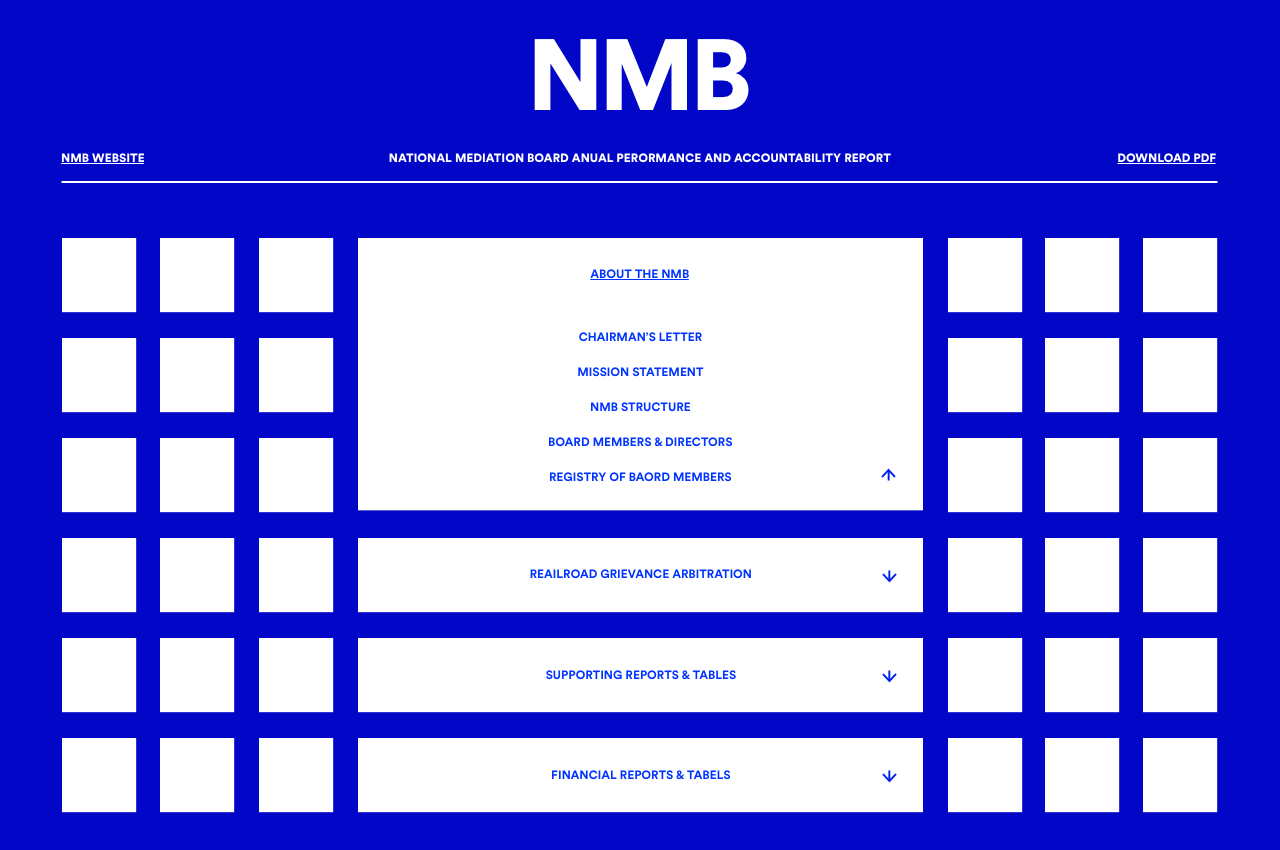 NMB
NMB WEBSITE
NATIONAL MEDIATION BOARD ANUAL PERORMANCE AND ACCOUNTABILITY REPORT
DOWNLOAD PDF
ABOUT THE NMB
CHAIRMAN’S LETTER
MISSION STATEMENT
NMB STRUCTURE
BOARD MEMBERS & DIRECTORS
REGISTRY OF BAORD MEMBERS
REAILROAD GRIEVANCE ARBITRATION
SUPPORTING REPORTS & TABLES
FINANCIAL REPORTS & TABELS